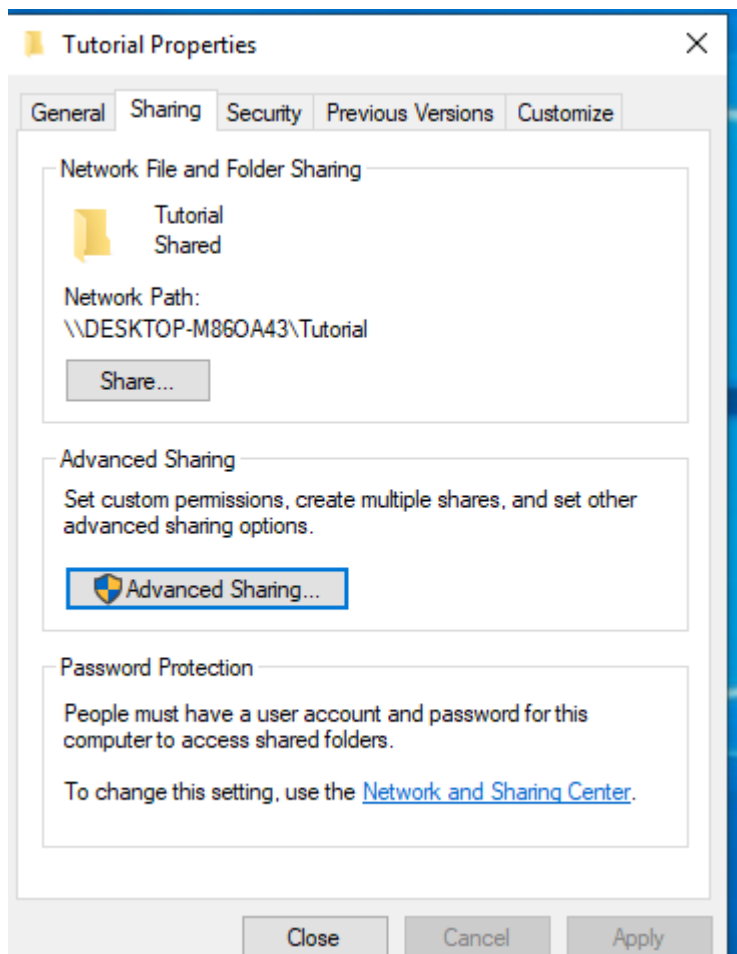 Tutorial Properties
General Sharing Security Previous Versions Customize
Network File and Folder Sharing
Tutorial
Shared
Network Path:
\\DESKTOP-M86OA43\Tutorial
Share...
Advanced Sharing
Set custom permissions, create multiple shares, and set other
advanced sharing options.
Advanced Sharing...
Password Protection
People must have a user account and password for this
computer to access shared folders.
To change this setting, use the Network and Sharing Center.
Close Cancel Apply